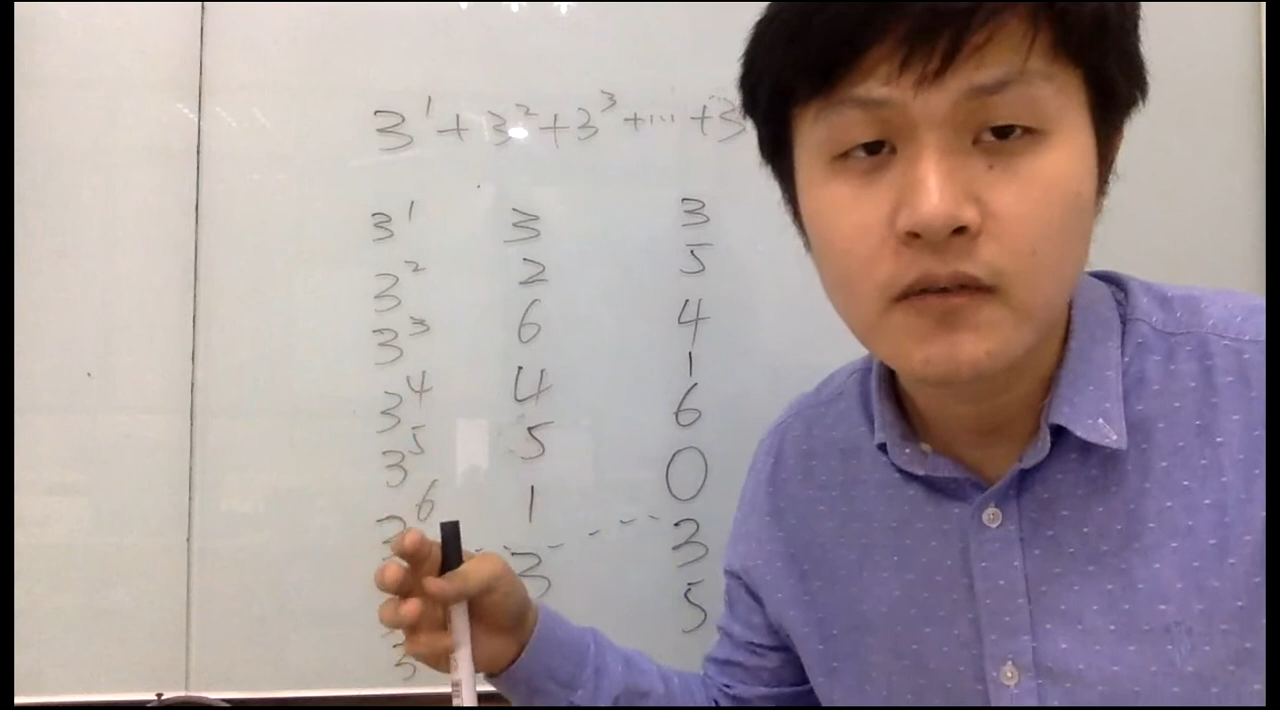 3¹ + 3² + 3³ + ... + 3
3¹ 3 3
3² 2 5
3³ 6 4
3⁴ 4 1
3⁵ 5 6
3⁶ 1 0
3 3
3 5